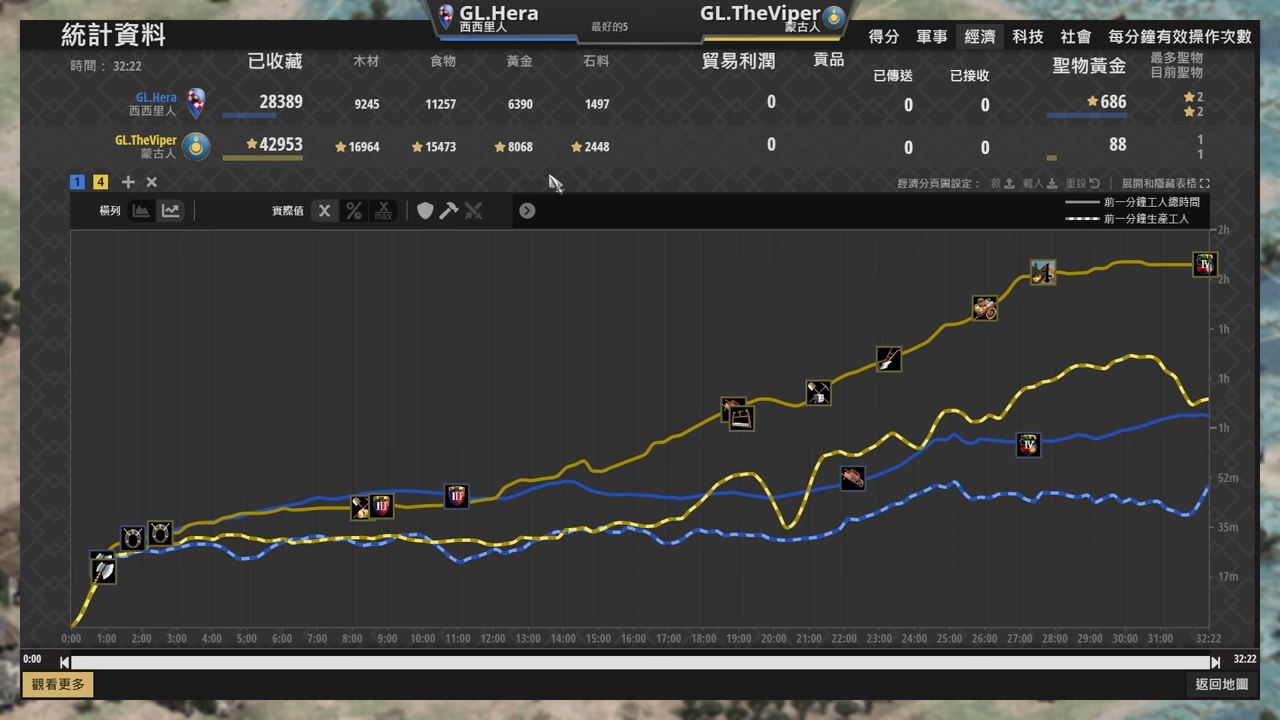 GL.Hera
西西里人
最好的5
GL.TheViper
蒙古人
統計資料
得分 軍事 經濟 科技 社會 每分鐘有效操作次數
時間： 32:22
已收藏 木材 食物 黃金 石料 貿易利潤 貢品 已傳送 已接收 聖物黃金 最多聖物
目前聖物
GL.Hera
西西里人
28389 9245 11257 6390 1497 0 0 0 686 2
2
GL.TheViper
蒙古人
42953 16964 15473 8068 2448 0 0 0 88 1
1
1 4
經濟分頁圖設定： 載入 重設 展開和隱藏表格
橫列 實際值 X % X
max
前一分鐘工人總時間
前一分鐘生產工人
2h
2h
1h
1h
1h
52m
35m
17m
III III IV IV
0:00 1:00 2:00 3:00 4:00 5:00 6:00 7:00 8:00 9:00 10:00 11:00 12:00 13:00 14:00 15:00 16:00 17:00 18:00 19:00 20:00 21:00 22:00 23:00 24:00 25:00 26:00 27:00 28:00 29:00 30:00 31:00 32:22
0:00 32:22
觀看更多 返回地圖